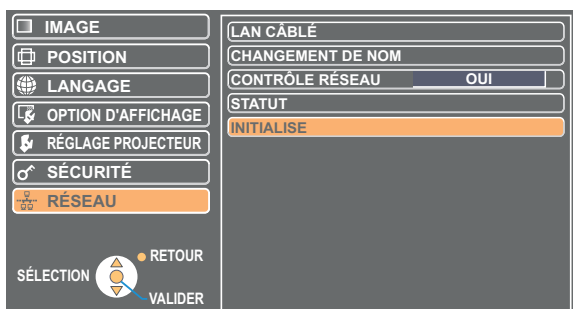 IMAGE
POSITION
LANGAGE
OPTION D'AFFICHAGE
RÉGLAGE PROJECTEUR
SÉCURITÉ
RÉSEAU
RETOUR
SÉLECTION
VALIDER
LAN CÂBLÉ
CHANGEMENT DE NOM
CONTRÔLE RÉSEAU OUI
STATUT
INITIALISE